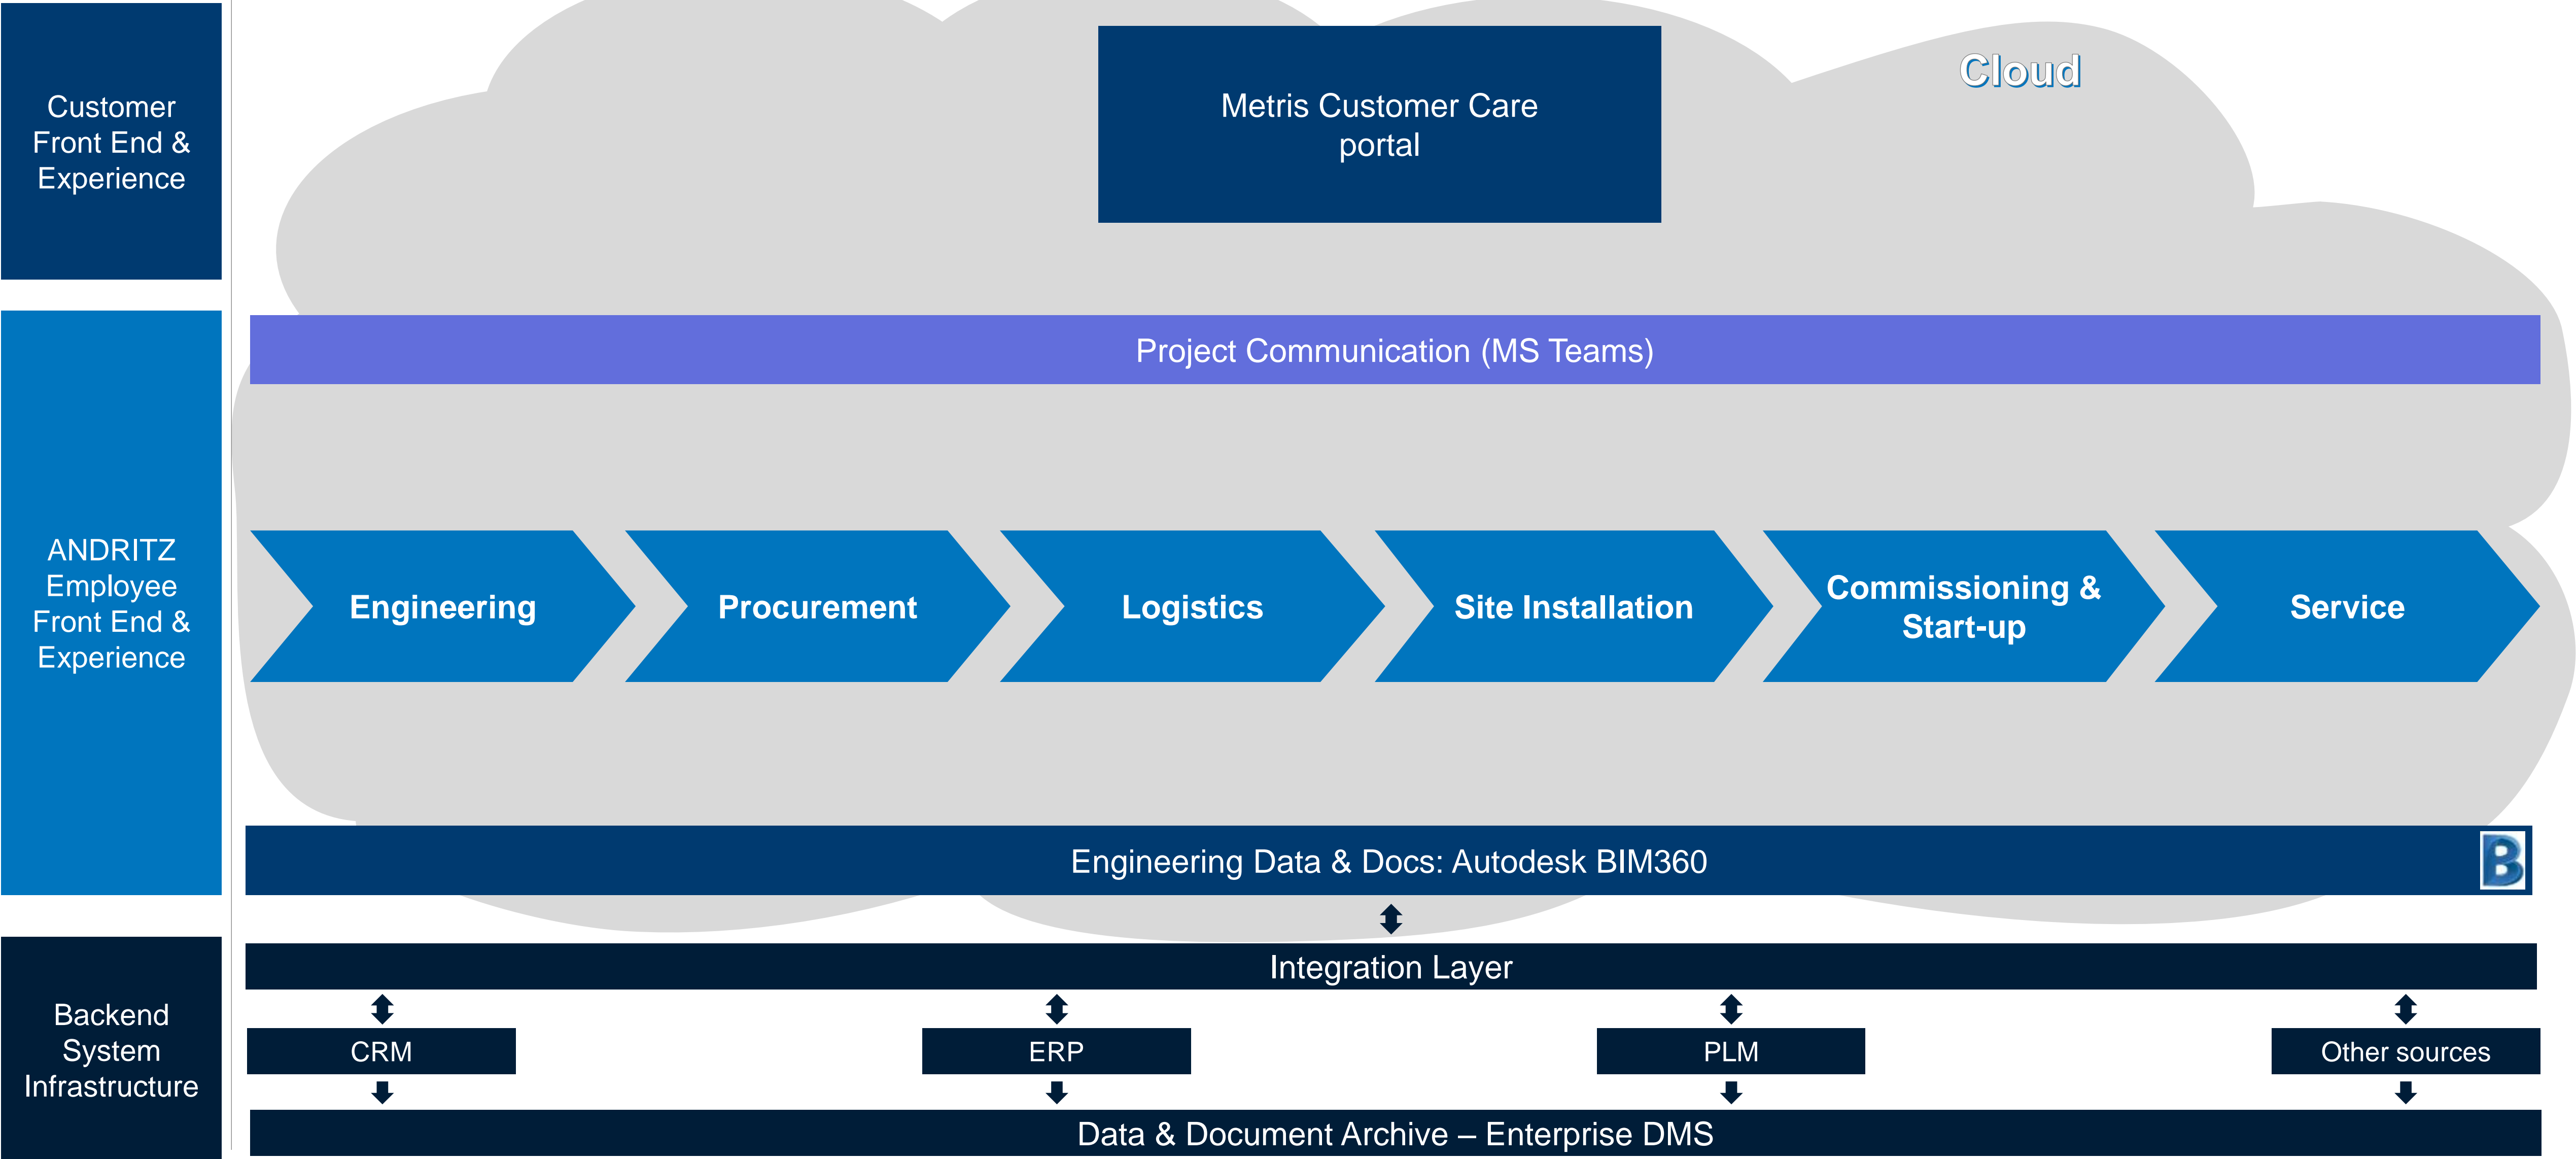 Customer
Front End &
Experience
Metris Customer Care
portal
Cloud
ANDRITZ
Employee
Front End &
Experience
Project Communication (MS Teams)
Engineering
Procurement
Logistics
Site Installation
Commissioning &
Start-up
Service
Engineering Data & Docs: Autodesk BIM360
B
Backend
System
Infrastructure
Integration Layer
CRM
ERP
PLM
Other sources
Data & Document Archive – Enterprise DMS